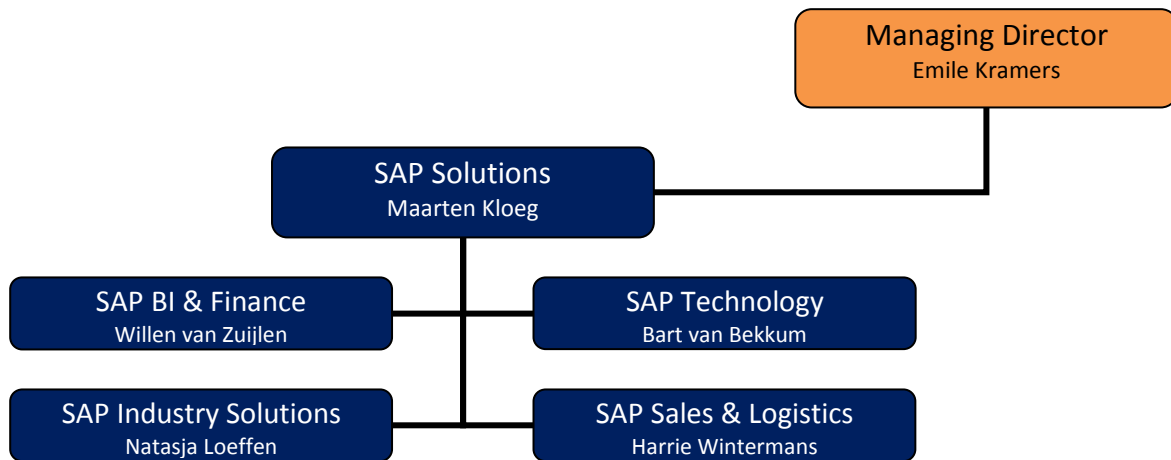 Managing Director
Emile Kramers
SAP Solutions
Maarten Kloeg
SAP BI & Finance
Willen van Zuijlen
SAP Technology
Bart van Bekkum
SAP Industry Solutions
Natasja Loeffen
SAP Sales & Logistics
Harrie Wintermans